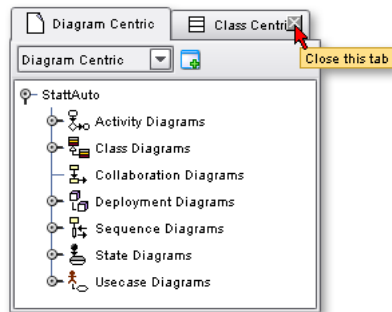 Diagram Centric
Class Centri
Diagram Centric
Close this tab
StattAuto
Activity Diagrams
Class Diagrams
Collaboration Diagrams
Deployment Diagrams
Sequence Diagrams
State Diagrams
Usecase Diagrams